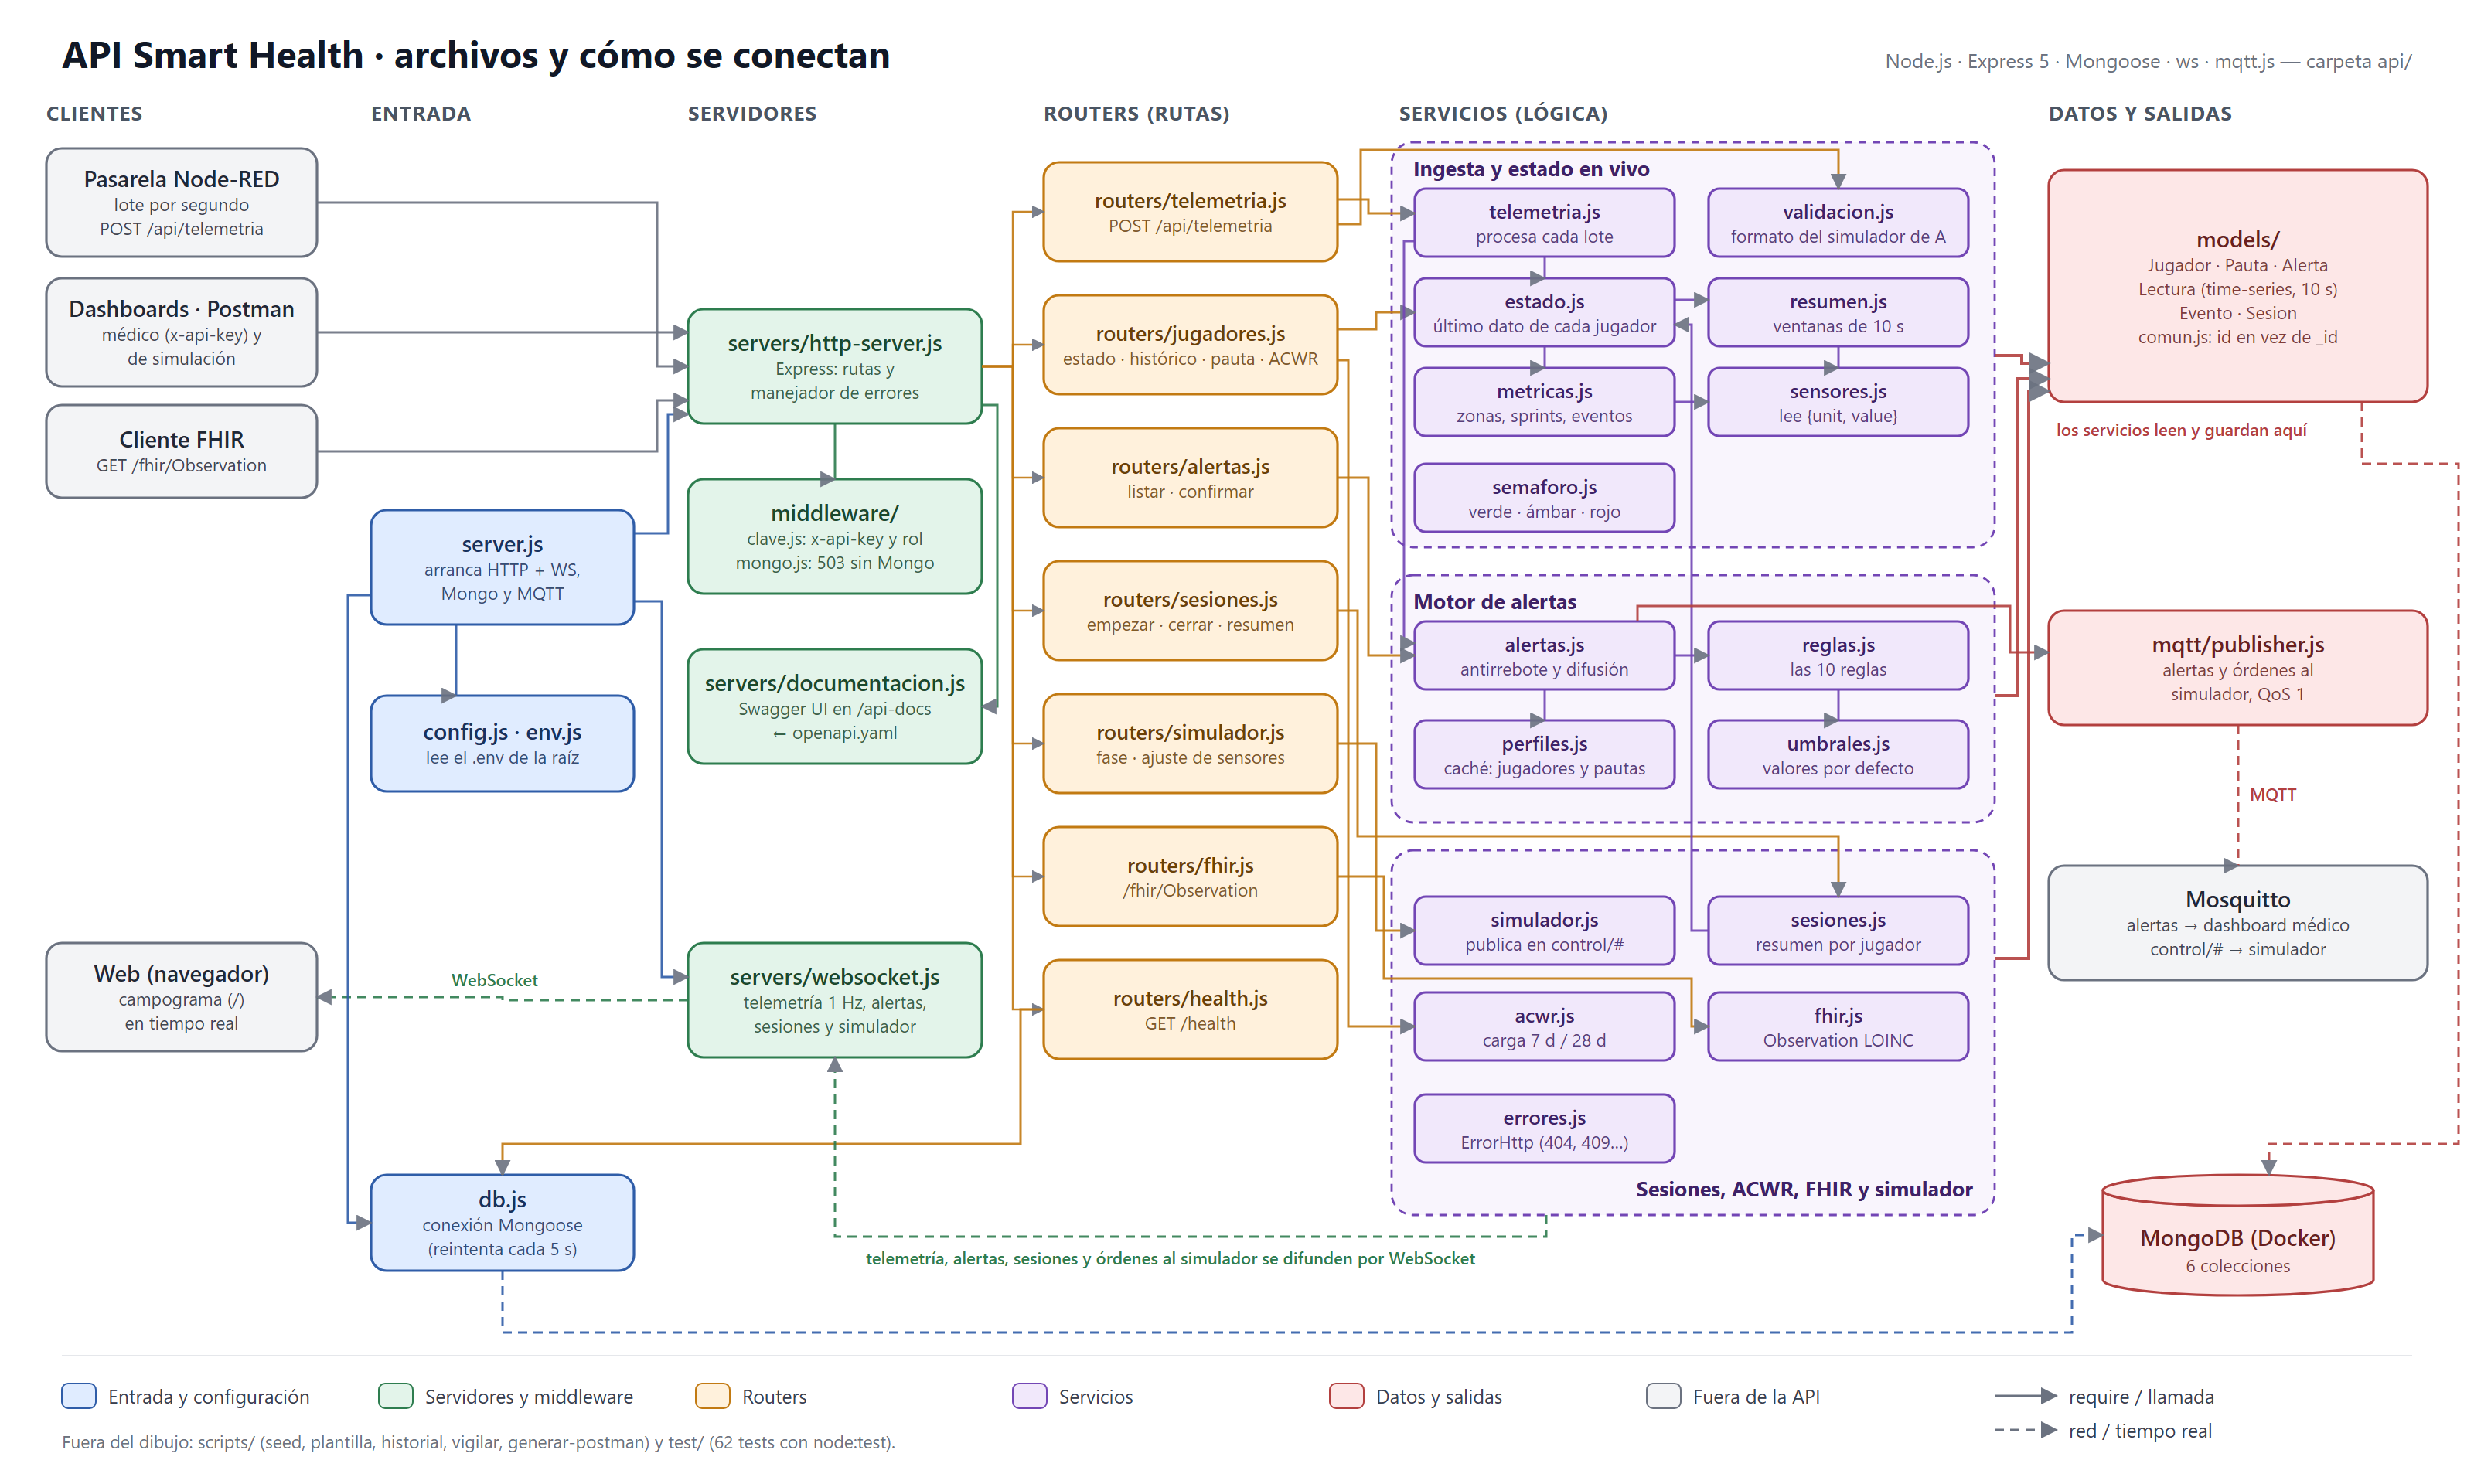 API Smart Health · archivos y cómo se conectan
Node.js · Express 5 · Mongoose · ws · mqtt.js — carpeta api/
CLIENTES
ENTRADA
SERVIDORES
ROUTERS (RUTAS)
SERVICIOS (LÓGICA)
DATOS Y SALIDAS
Pasarela Node-RED
lote por segundo
POST /api/telemetria
Dashboards · Postman
médico (x-api-key) y
de simulación
Cliente FHIR
GET /fhir/Observation
Web (navegador)
campograma (/)
en tiempo real
server.js
arranca HTTP + WS,
Mongo y MQTT
config.js · env.js
lee el .env de la raíz
WebSocket
db.js
conexión Mongoose
(reintenta cada 5 s)
servers/http-server.js
Express: rutas y
manejador de errores
middleware/
clave.js: x-api-key y rol
mongo.js: 503 sin Mongo
servers/documentacion.js
Swagger UI en /api-docs
← openapi.yaml
servers/websocket.js
telemetría 1 Hz, alertas,
sesiones y simulador
routers/telemetria.js
POST /api/telemetria
routers/jugadores.js
estado · histórico · pauta · ACWR
routers/alertas.js
listar · confirmar
routers/sesiones.js
empezar · cerrar · resumen
routers/simulador.js
fase · ajuste de sensores
routers/fhir.js
/fhir/Observation
routers/health.js
GET /health
Ingesta y estado en vivo
telemetria.js
procesa cada lote
validacion.js
formato del simulador de A
estado.js
último dato de cada jugador
resumen.js
ventanas de 10 s
metricas.js
zonas, sprints, eventos
sensores.js
lee {unit, value}
semaforo.js
verde · ámbar · rojo
Motor de alertas
alertas.js
antirrebote y difusión
reglas.js
las 10 reglas
perfiles.js
caché: jugadores y pautas
umbrales.js
valores por defecto
simulador.js
publica en control/#
sesiones.js
resumen por jugador
acwr.js
carga 7 d / 28 d
fhir.js
Observation LOINC
errores.js
ErrorHttp (404, 409...)
Sesiones, ACWR, FHIR y simulador
telemetría, alertas, sesiones y órdenes al simulador se difunden por WebSocket
models/
Jugador · Pauta · Alerta
Lectura (time-series, 10 s)
Evento · Sesion
comun.js: id en vez de _id
los servicios leen y guardan aquí
mqtt/publisher.js
alertas y órdenes al
simulador, QoS 1
MQTT
Mosquitto
alertas → dashboard médico
control/# → simulador
MongoDB (Docker)
6 colecciones
Entrada y configuración
Servidores y middleware
Routers
Servicios
Datos y salidas
Fuera de la API
require / llamada
red / tiempo real
Fuera del dibujo: scripts/ (seed, plantilla, historial, vigilar, generar-postman) y test/ (62 tests con node:test).